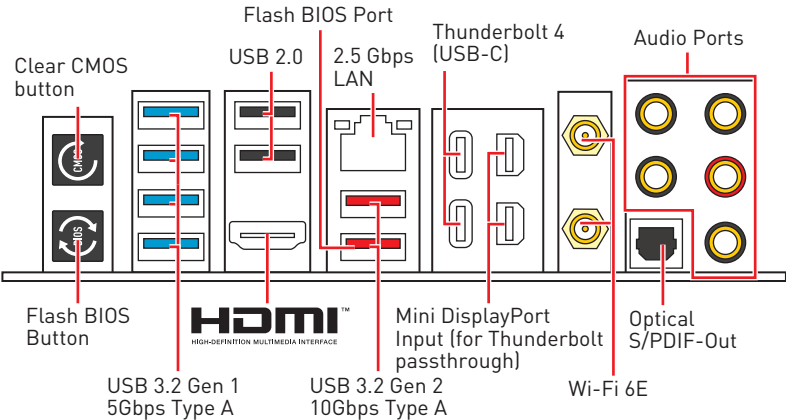 Flash BIOS Port
Thunderbolt 4
(USB-C)
Audio Ports
USB 2.0
2.5 Gbps
LAN
Clear CMOS
button
CMOS
BIOS
Flash BIOS
Button
HDMI™
HIGH-DEFINITION MULTIMEDIA INTERFACE
Mini DisplayPort
Input (for Thunderbolt
passthrough)
Optical
S/PDIF-Out
USB 3.2 Gen 1
5Gbps Type A
USB 3.2 Gen 2
10Gbps Type A
Wi-Fi 6E